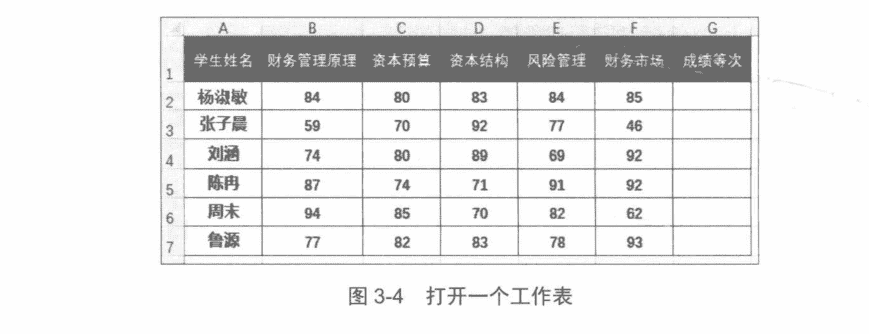 A B C D E F G
1 学生姓名 财务管理原理 资本预算 资本结构 风险管理 财务市场 成绩等次
2 杨淑敏 84 80 83 84 85
3 张子晨 59 70 92 77 46
4 刘涵 74 80 89 69 92
5 陈冉 87 74 71 91 92
6 周末 94 85 70 82 62
7 鲁源 77 82 83 78 93
图 3-4 打开一个工作表